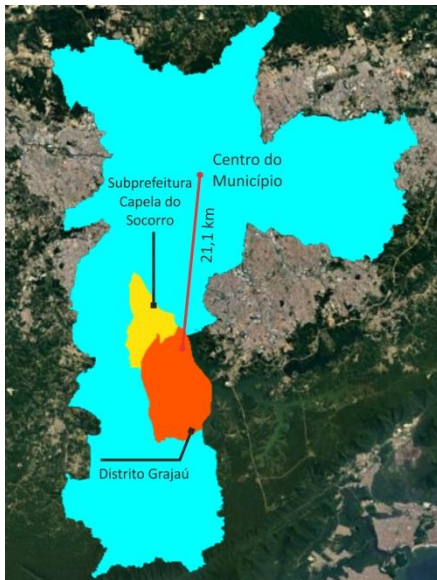 Centro do
Município
Subprefeitura
Capela do
Socorro
21,1 km
Distrito Grajaú